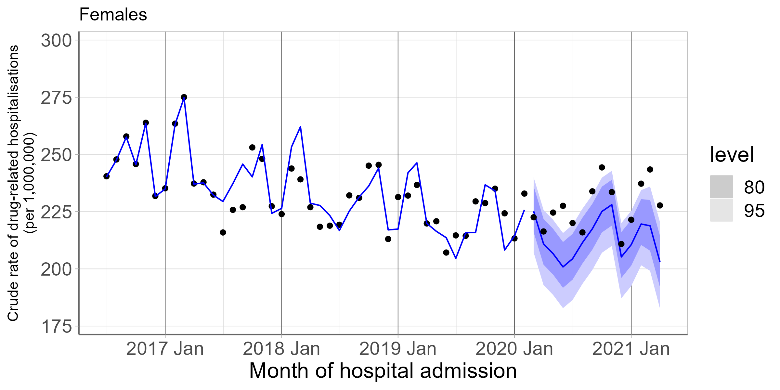 Females
300
275
250
225
200
175
Crude rate of drug-related hospitalisations
(per 1,000,000)
2017 Jan
2018 Jan
2019 Jan
2020 Jan
2021 Jan
Month of hospital admission
level
80
95